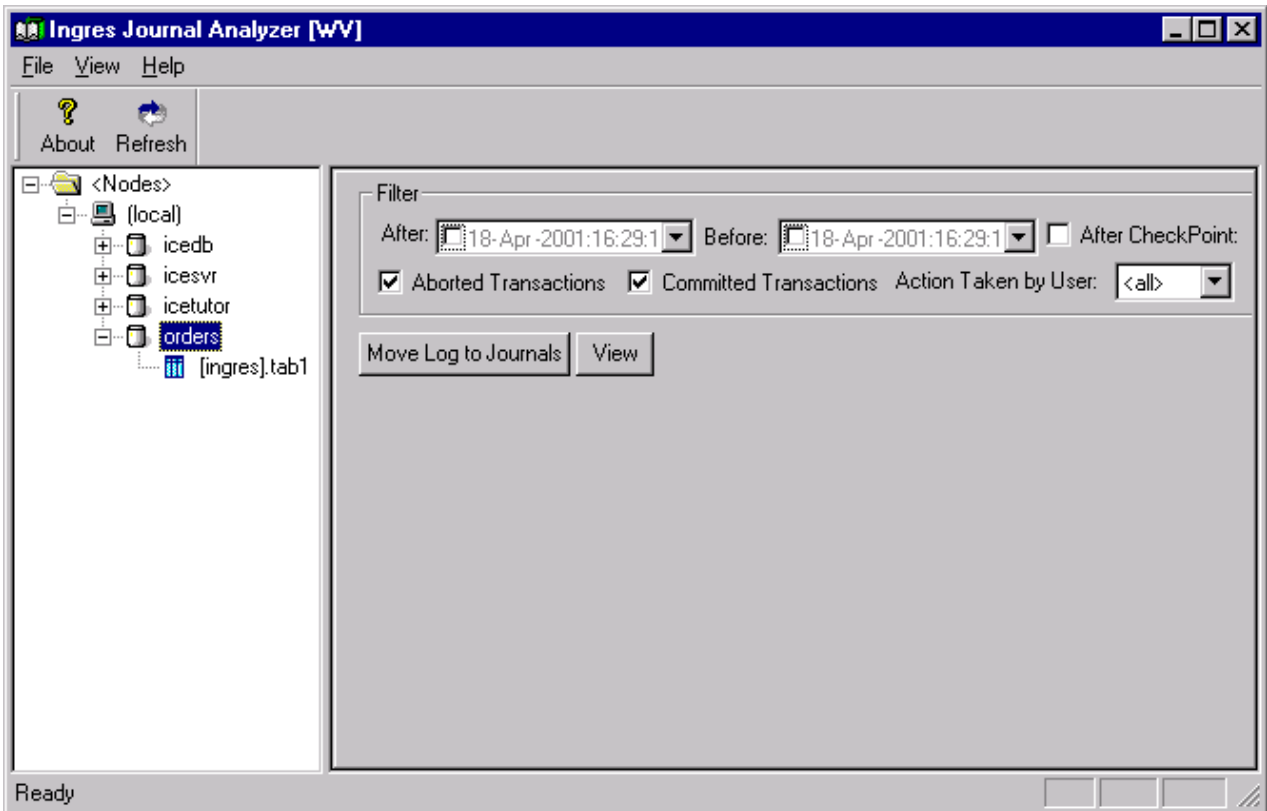 Ingres Journal Analyzer [WV]
File View Help
About Refresh
<Nodes>
(local)
icedb
icesvr
icetutor
orders
[ingres].tab1
Filter
After: 18-Apr-2001:16:29:1 Before: 18-Apr-2001:16:29:1 After CheckPoint:
Aborted Transactions Committed Transactions Action Taken by User: <all>
Move Log to Journals View
Ready